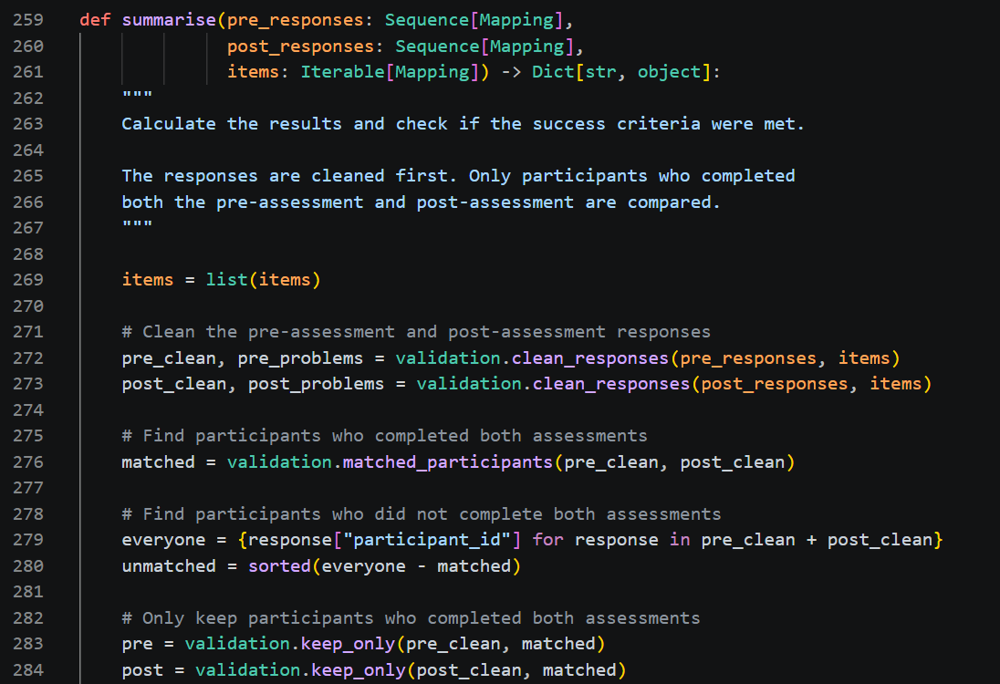 259 def summarise(pre_responses: Sequence[Mapping],
260 post_responses: Sequence[Mapping],
261 items: Iterable[Mapping]) -> Dict[str, object]:
262 """
263 Calculate the results and check if the success criteria were met.
264
265 The responses are cleaned first. Only participants who completed
266 both the pre-assessment and post-assessment are compared.
267 """
268
269 items = list(items)
270
271 # Clean the pre-assessment and post-assessment responses
272 pre_clean, pre_problems = validation.clean_responses(pre_responses, items)
273 post_clean, post_problems = validation.clean_responses(post_responses, items)
274
275 # Find participants who completed both assessments
276 matched = validation.matched_participants(pre_clean, post_clean)
277
278 # Find participants who did not complete both assessments
279 everyone = {response["participant_id"] for response in pre_clean + post_clean}
280 unmatched = sorted(everyone - matched)
281
282 # Only keep participants who completed both assessments
283 pre = validation.keep_only(pre_clean, matched)
284 post = validation.keep_only(post_clean, matched)